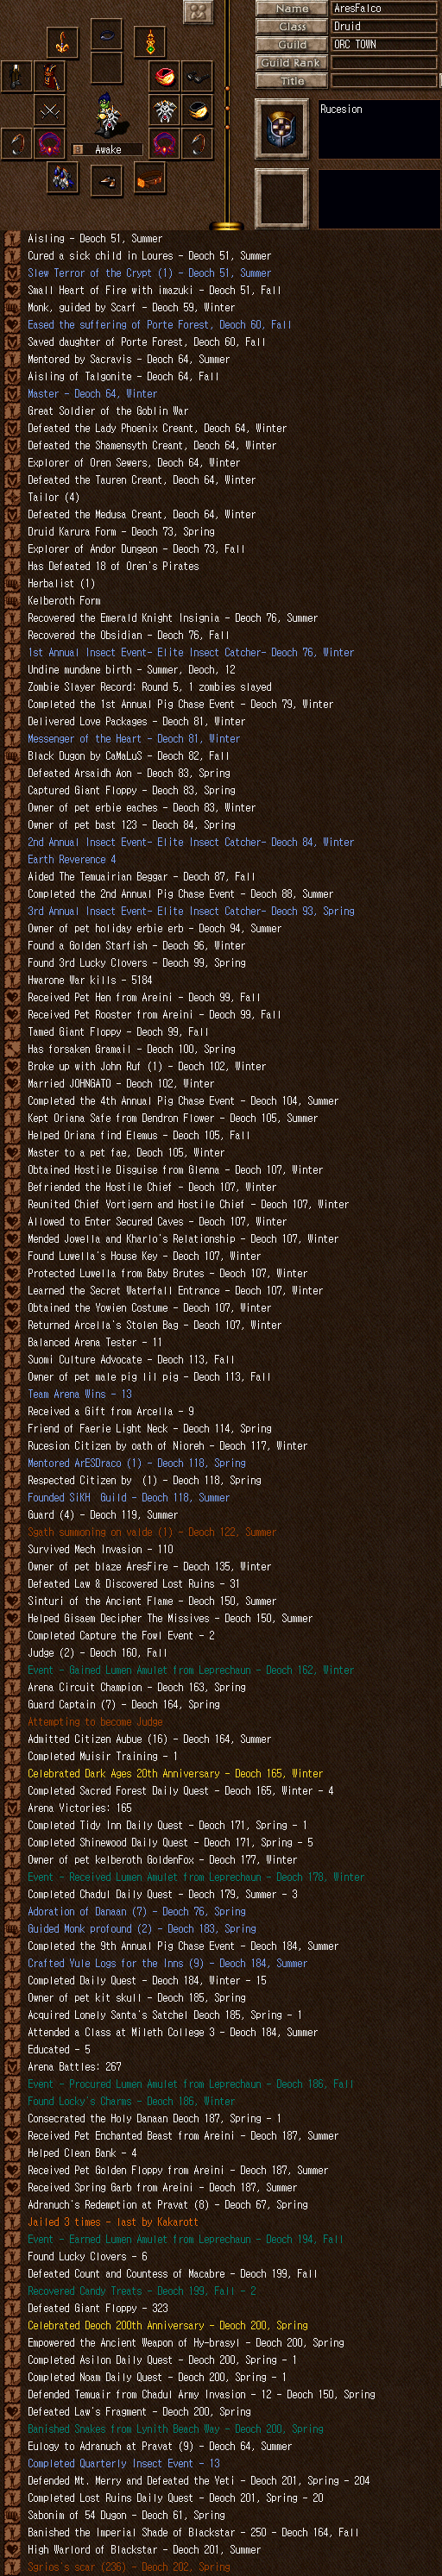 Name AresFalco
Class Druid
Guild ORC TOWN
Guild Rank
Title
Awake
Rucesion
Aisling - Deoch 51, Summer
Cured a sick child in Loures - Deoch 51, Summer
Slew Terror of the Crypt (1) - Deoch 51, Summer
Small Heart of Fire with imazuki - Deoch 51, Fall
Monk, guided by Scarf - Deoch 59, Winter
Eased the suffering of Porte Forest, Deoch 60, Fall
Saved daughter of Porte Forest, Deoch 60, Fall
Mentored by Sacravis - Deoch 64, Summer
Aisling of Talgonite - Deoch 64, Fall
Master - Deoch 64, Winter
Great Soldier of the Goblin War
Defeated the Lady Phoenix Creant, Deoch 64, Winter
Defeated the Shamensyth Creant, Deoch 64, Winter
Explorer of Oren Sewers, Deoch 64, Winter
Defeated the Tauren Creant, Deoch 64, Winter
Tailor (4)
Defeated the Medusa Creant, Deoch 64, Winter
Druid Karura Form - Deoch 73, Spring
Explorer of Andor Dungeon - Deoch 73, Fall
Has Defeated 18 of Oren's Pirates
Herbalist (1)
Kelberoth Form
Recovered the Emerald Knight Insignia - Deoch 76, Summer
Recovered the Obsidian - Deoch 76, Fall
1st Annual Insect Event- Elite Insect Catcher- Deoch 76, Winter
Undine mundane birth - Summer, Deoch, 12
Zombie Slayer Record: Round 5, 1 zombies slayed
Completed the 1st Annual Pig Chase Event - Deoch 79, Winter
Delivered Love Packages - Deoch 81, Winter
Messenger of the Heart - Deoch 81, Winter
Black Dugon by CaMaLuS - Deoch 82, Fall
Defeated Arsaidh Aon - Deoch 83, Spring
Captured Giant Floppy - Deoch 83, Spring
Owner of pet erbie eaches - Deoch 83, Winter
Owner of pet bast 123 - Deoch 84, Spring
2nd Annual Insect Event- Elite Insect Catcher- Deoch 84, Winter
Earth Reverence 4
Aided The Temuairian Beggar - Deoch 87, Fall
Completed the 2nd Annual Pig Chase Event - Deoch 88, Summer
3rd Annual Insect Event- Elite Insect Catcher- Deoch 93, Spring
Owner of pet holiday erbie erb - Deoch 94, Summer
Found a Golden Starfish - Deoch 96, Winter
Found 3rd Lucky Clovers - Deoch 99, Spring
Hwarone War kills - 5184
Received Pet Hen from Areini - Deoch 99, Fall
Received Pet Rooster from Areini - Deoch 99, Fall
Tamed Giant Floppy - Deoch 99, Fall
Has forsaken Gramail - Deoch 100, Spring
Broke up with John Ruf (1) - Deoch 102, Winter
Married JOHNGATO - Deoch 102, Winter
Completed the 4th Annual Pig Chase Event - Deoch 104, Summer
Kept Oriana Safe from Dendron Flower - Deoch 105, Summer
Helped Oriana find Elemus - Deoch 105, Fall
Master to a pet fae, Deoch 105, Winter
Obtained Hostile Disguise from Glenna - Deoch 107, Winter
Befriended the Hostile Chief - Deoch 107, Winter
Reunited Chief Vortigern and Hostile Chief - Deoch 107, Winter
Allowed to Enter Secured Caves - Deoch 107, Winter
Mended Jowella and Kharlo's Relationship - Deoch 107, Winter
Found Luwella's House Key - Deoch 107, Winter
Protected Luwella from Baby Brutes - Deoch 107, Winter
Learned the Secret Waterfall Entrance - Deoch 107, Winter
Obtained the Yowien Costume - Deoch 107, Winter
Returned Arcella's Stolen Bag - Deoch 107, Winter
Balanced Arena Tester - 11
Suomi Culture Advocate - Deoch 113, Fall
Owner of pet male pig lil pig - Deoch 113, Fall
Team Arena Wins - 13
Received a Gift from Arcella - 9
Friend of Faerie Light Neck - Deoch 114, Spring
Rucesion Citizen by oath of Nioreh - Deoch 117, Winter
Mentored ArESDraco (1) - Deoch 118, Spring
Respected Citizen by  (1) - Deoch 118, Spring
Founded SiKH  Guild - Deoch 118, Summer
Guard (4) - Deoch 119, Summer
Sgath summoning on valde (1) - Deoch 122, Summer
Survived Mech Invasion - 110
Owner of pet blaze AresFire - Deoch 135, Winter
Defeated Law & Discovered Lost Ruins - 31
Sinturi of the Ancient Flame - Deoch 150, Summer
Helped Gisaem Decipher The Missives - Deoch 150, Summer
Completed Capture the Fowl Event - 2
Judge (2) - Deoch 160, Fall
Event - Gained Lumen Amulet from Leprechaun - Deoch 162, Winter
Arena Circuit Champion - Deoch 163, Spring
Guard Captain (7) - Deoch 164, Spring
Attempting to become Judge
Admitted Citizen Aubue (16) - Deoch 164, Summer
Completed Muisir Training - 1
Celebrated Dark Ages 20th Anniversary - Deoch 165, Winter
Completed Sacred Forest Daily Quest - Deoch 165, Winter - 4
Arena Victories: 165
Completed Tidy Inn Daily Quest - Deoch 171, Spring - 1
Completed Shinewood Daily Quest - Deoch 171, Spring - 5
Owner of pet kelberoth GoldenFox - Deoch 177, Winter
Event - Received Lumen Amulet from Leprechaun - Deoch 178, Winter
Completed Chadul Daily Quest - Deoch 179, Summer - 3
Adoration of Danaan (7) - Deoch 76, Spring
Guided Monk profound (2) - Deoch 183, Spring
Completed the 9th Annual Pig Chase Event - Deoch 184, Summer
Crafted Yule Logs for the Inns (9) - Deoch 184, Summer
Completed Daily Quest - Deoch 184, Winter - 15
Owner of pet kit skull - Deoch 185, Spring
Acquired Lonely Santa's Satchel Deoch 185, Spring - 1
Attended a Class at Mileth College 3 - Deoch 184, Summer
Educated - 5
Arena Battles: 267
Event - Procured Lumen Amulet from Leprechaun - Deoch 186, Fall
Found Locky's Charms - Deoch 186, Winter
Consecrated the Holy Danaan Deoch 187, Spring - 1
Received Pet Enchanted Beast from Areini - Deoch 187, Summer
Helped Clean Bank - 4
Received Pet Golden Floppy from Areini - Deoch 187, Summer
Received Spring Garb from Areini - Deoch 187, Summer
Adranuch's Redemption at Pravat (8) - Deoch 67, Spring
Jailed 3 times - last by Kakarott
Event - Earned Lumen Amulet from Leprechaun - Deoch 194, Fall
Found Lucky Clovers - 6
Defeated Count and Countess of Macabre - Deoch 199, Fall
Recovered Candy Treats - Deoch 199, Fall - 2
Defeated Giant Floppy - 323
Celebrated Deoch 200th Anniversary - Deoch 200, Spring
Empowered the Ancient Weapon of Hy-brasyl - Deoch 200, Spring
Completed Asilon Daily Quest - Deoch 200, Spring - 1
Completed Noam Daily Quest - Deoch 200, Spring - 1
Defended Temuair from Chadul Army Invasion - 12 - Deoch 150, Spring
Defeated Law's Fragment - Deoch 200, Spring
Banished Snakes from Lynith Beach Way - Deoch 200, Spring
Eulogy to Adranuch at Pravat (9) - Deoch 64, Summer
Completed Quarterly Insect Event - 13
Defended Mt. Merry and Defeated the Yeti - Deoch 201, Spring - 204
Completed Lost Ruins Daily Quest - Deoch 201, Spring - 20
Sabonim of 54 Dugon - Deoch 61, Spring
Banished the Imperial Shade of Blackstar - 250 - Deoch 164, Fall
High Warlord of Blackstar - Deoch 201, Summer
Sgrios's scar (236) - Deoch 202, Spring